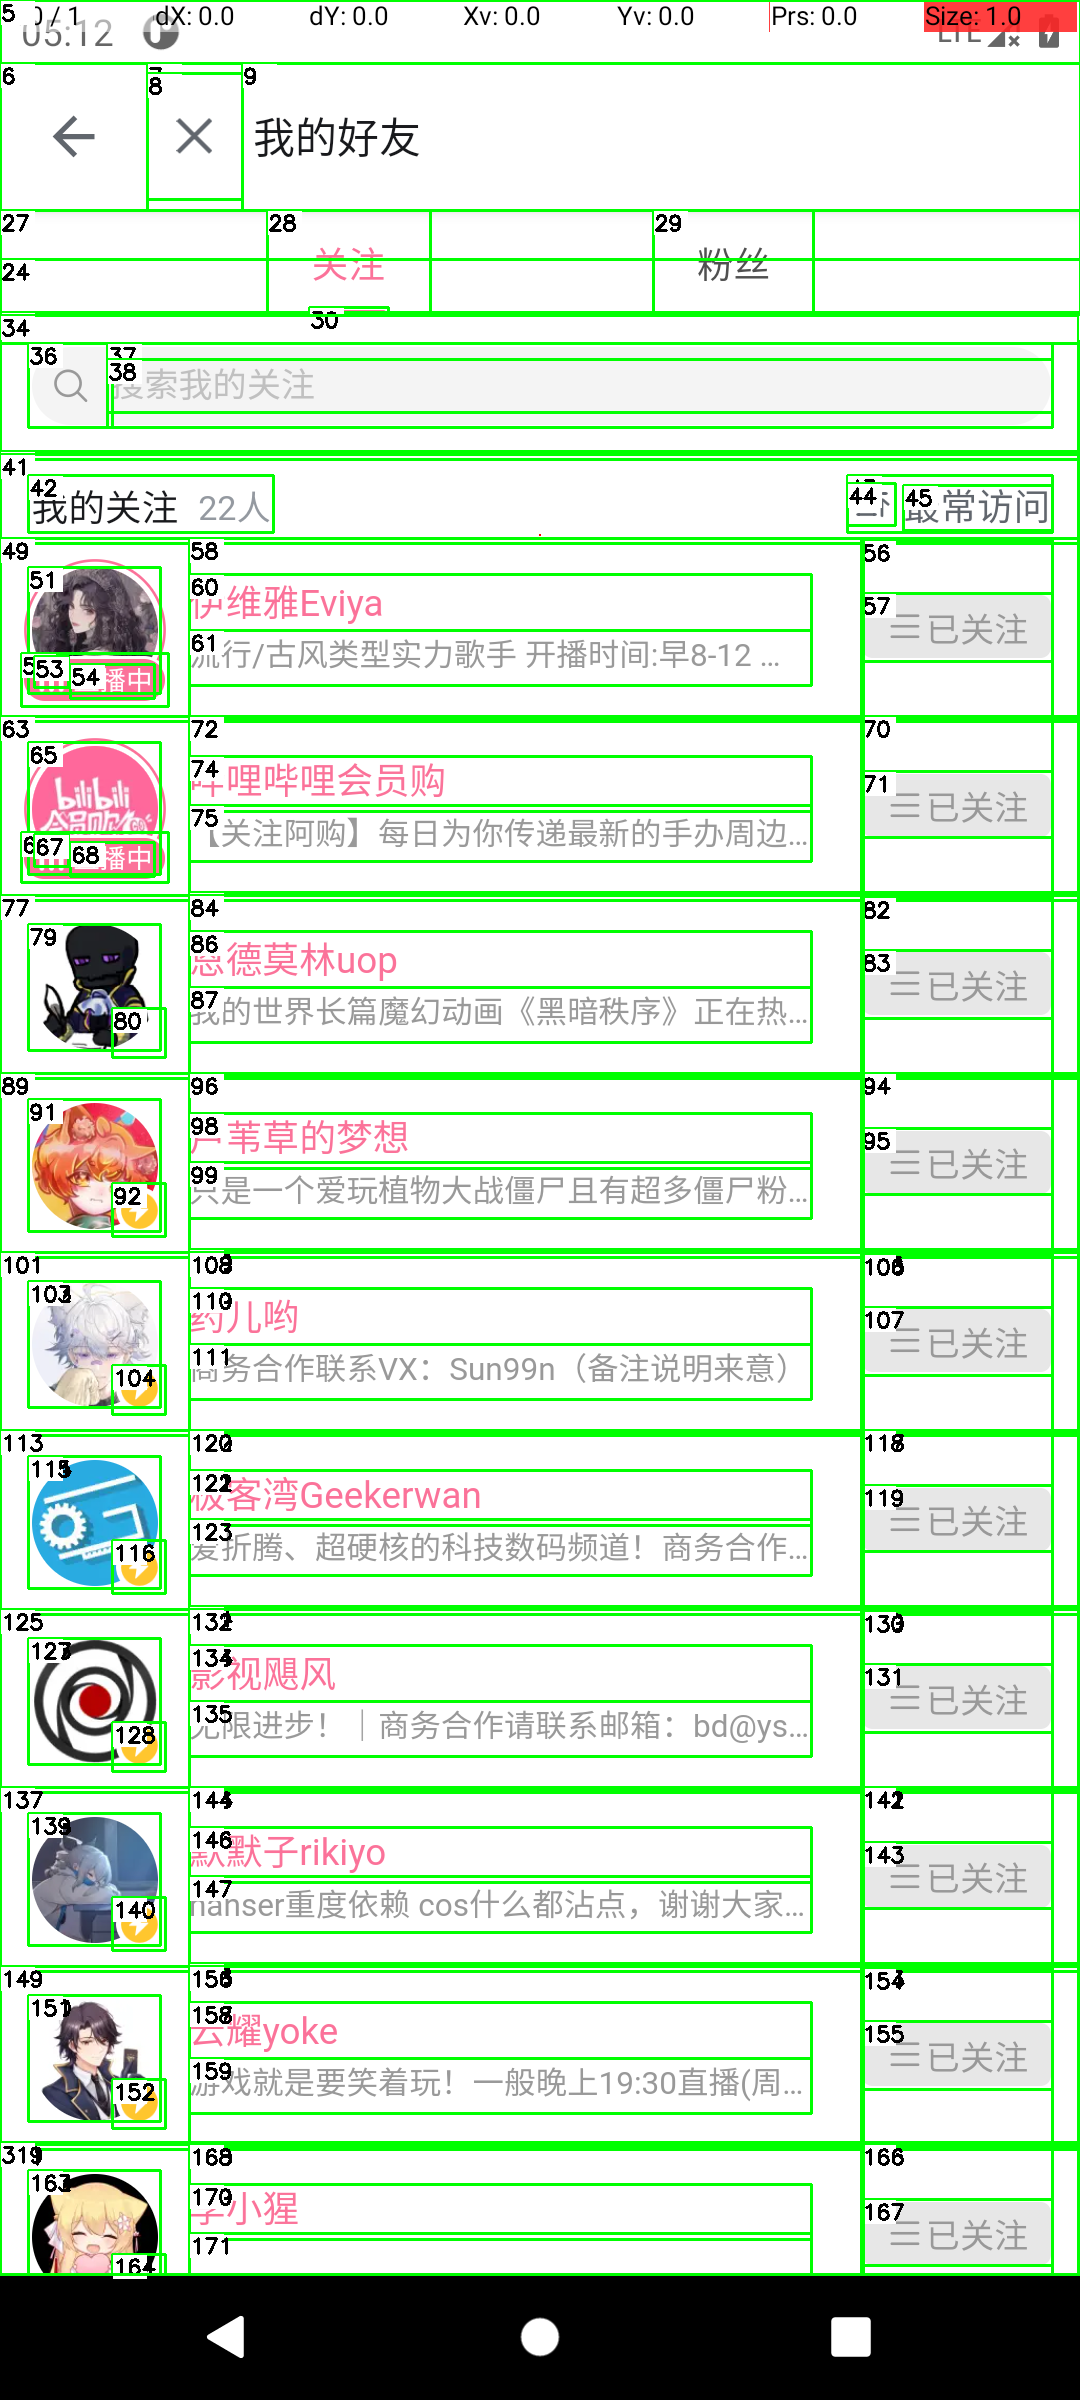 0 / 1 dX: 0.0 dY: 0.0 Xv: 0.0 Yv: 0.0 Prs: 0.0 Size: 1.0
05:12 LTE
5
6 7 8 9 我的好友
27 28 关注 29 粉丝
24
30
34
36 37 38 搜索我的关注
41
42 我的关注 22人 44 45 最常访问
49 58 56
51 60 伊维雅Eviya 57 已关注
61 流行/古风类型实力歌手 开播时间:早8-12 ...
53 54 播中
63 72 70
65 74 哔哩哔哩会员购 71 已关注
75 【关注阿购】每日为你传递最新的手办周边...
bilibili 会员购
67 68 播中
77 84 82
79 86 恩德莫林uop 83 已关注
87 我的世界长篇魔幻动画《黑暗秩序》正在热...
80
89 96 94
91 98 芦苇草的梦想 95 已关注
99 只是一个爱玩植物大战僵尸且有超多僵尸粉...
92
101 108 106
103 110 药儿哟 107 已关注
111 商务合作联系VX：Sun99n（备注说明来意）
104
113 120 118
115 122 极客湾Geekerwan 119 已关注
123 爱折腾、超硬核的科技数码频道！商务合作...
116
125 132 130
127 134 影视飓风 131 已关注
135 无限进步！｜商务合作请联系邮箱：bd@ys...
128
137 144 142
139 146 默默子rikiyo 143 已关注
147 hanser重度依赖 cos什么都沾点，谢谢大家...
140
149 156 154
151 158 云耀yoke 155 已关注
159 游戏就是要笑着玩！一般晚上19:30直播(周...
152
319 168 166
163 170 李小猩 167 已关注
171
164